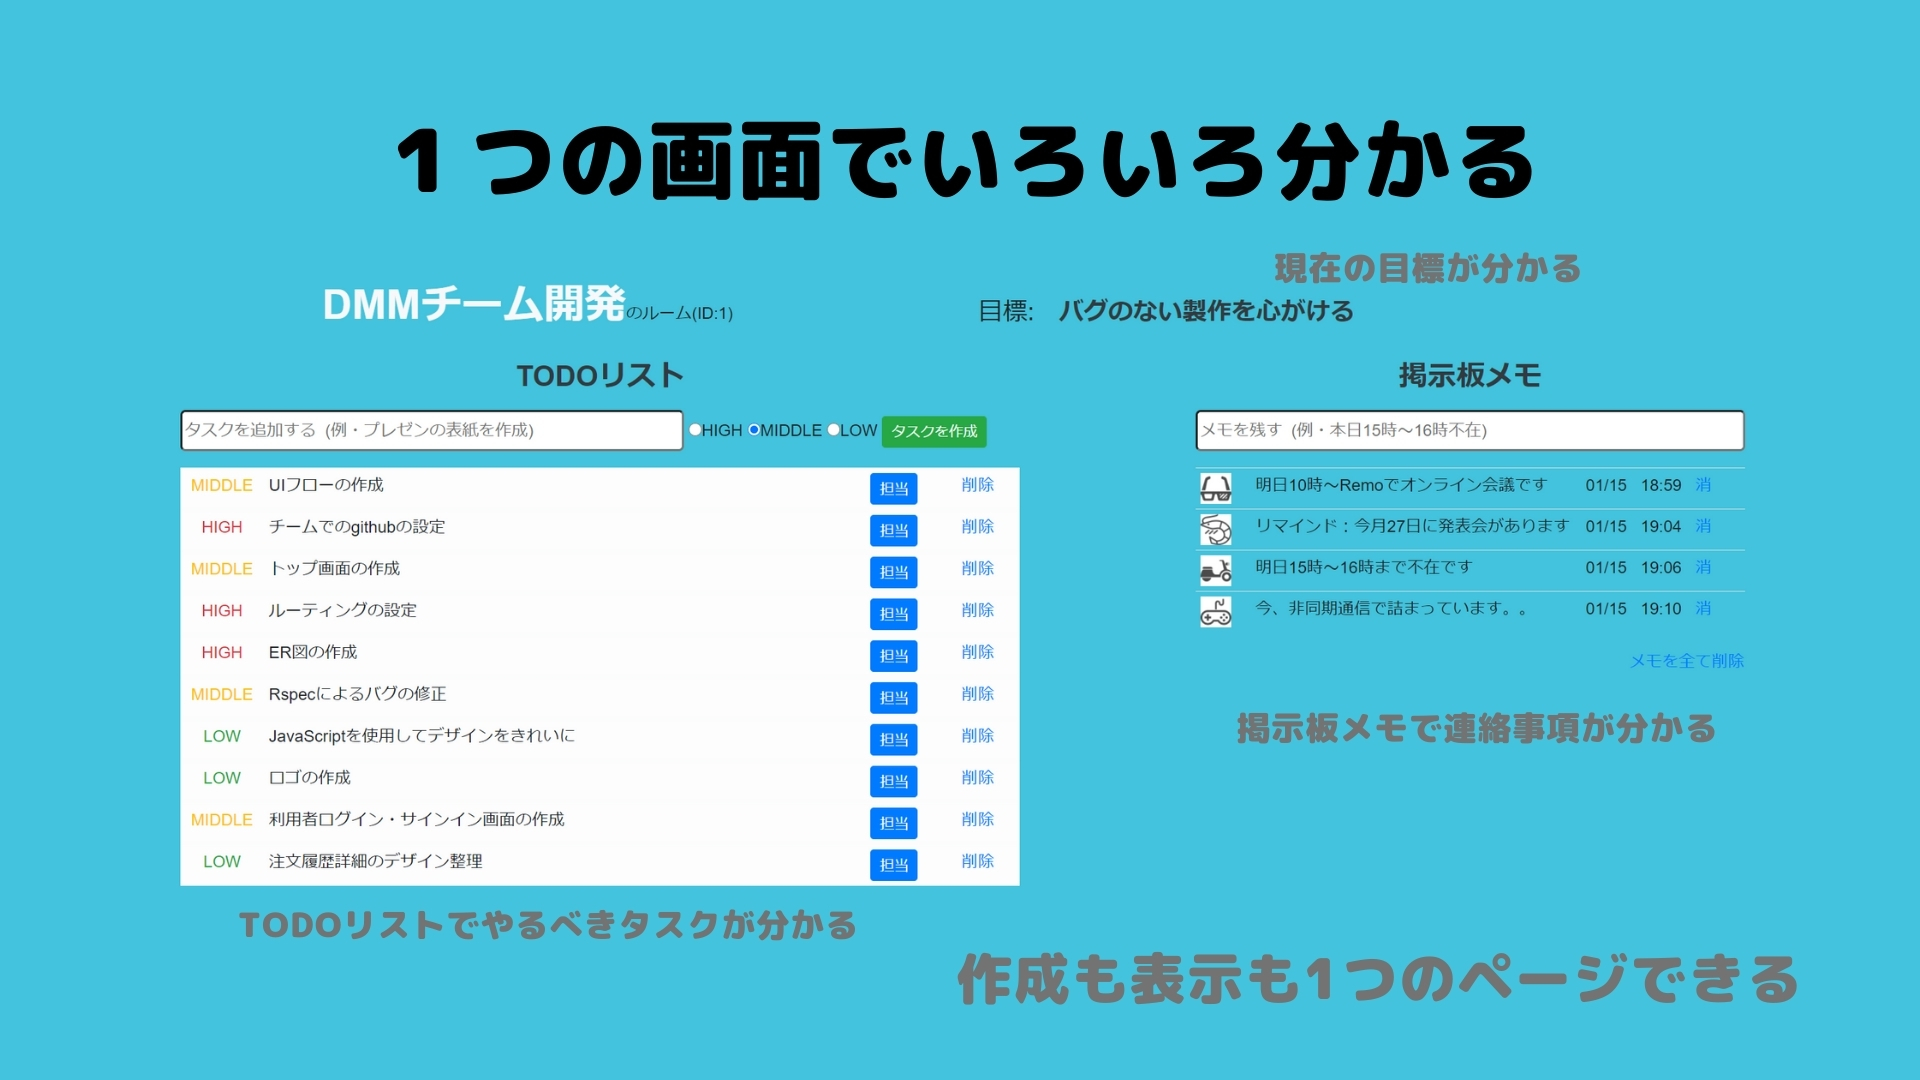 １つの画面でいろいろ分かる
現在の目標が分かる
DMMチーム開発のルーム(ID:1)
目標: バグのない製作を心がける
TODOリスト
タスクを追加する (例・プレゼンの表紙を作成) HIGH MIDDLE LOW タスクを作成
MIDDLE UIフローの作成 担当 削除
HIGH チームでのgithubの設定 担当 削除
MIDDLE トップ画面の作成 担当 削除
HIGH ルーティングの設定 担当 削除
HIGH ER図の作成 担当 削除
MIDDLE Rspecによるバグの修正 担当 削除
LOW JavaScriptを使用してデザインをきれいに 担当 削除
LOW ロゴの作成 担当 削除
MIDDLE 利用者ログイン・サインイン画面の作成 担当 削除
LOW 注文履歴詳細のデザイン整理 担当 削除
TODOリストでやるべきタスクが分かる
掲示板メモ
メモを残す (例・本日15時～16時不在)
明日10時～Remoでオンライン会議です 01/15 18:59 消
リマインド：今月27日に発表会があります 01/15 19:04 消
明日15時～16時まで不在です 01/15 19:06 消
今、非同期通信で詰まっています。。 01/15 19:10 消
メモを全て削除
掲示板メモで連絡事項が分かる
作成も表示も1つのページできる